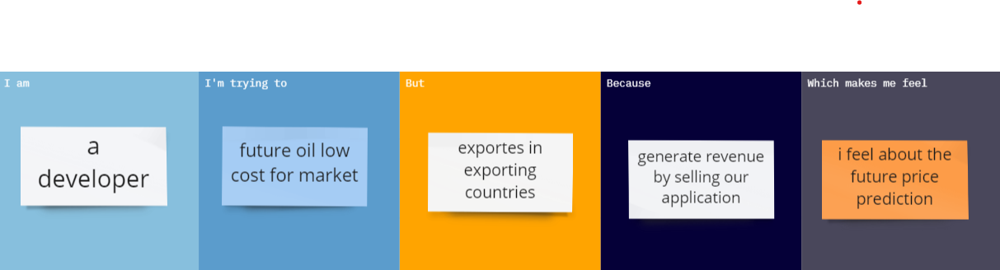 I am
a
developer
I'm trying to
future oil low
cost for market
But
exportes in
exporting
countries
Because
generate revenue
by selling our
application
Which makes me feel
i feel about the
future price
prediction